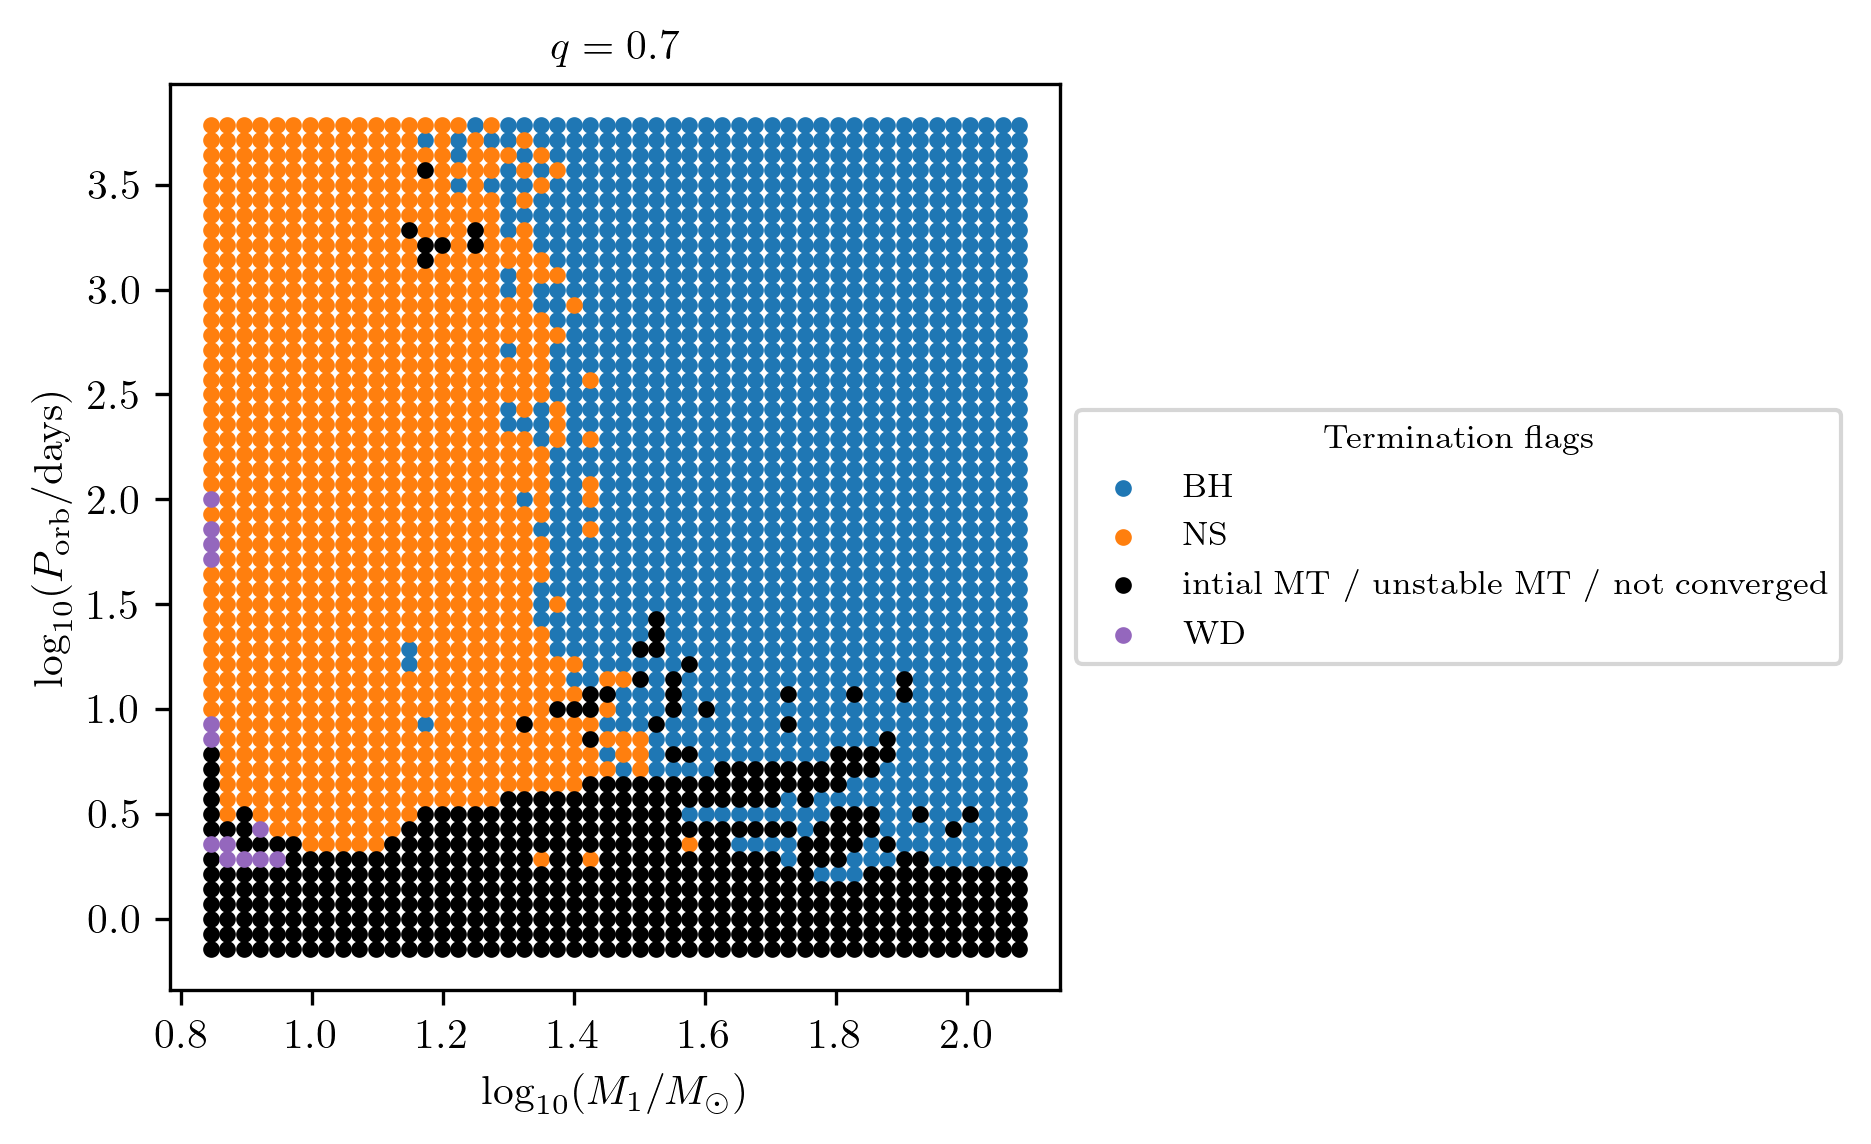 q = 0.7
3.5
3.0
2.5
2.0
1.5
1.0
0.5
0.0
log₁₀(P_orb/days)
0.8 1.0 1.2 1.4 1.6 1.8 2.0
log₁₀(M₁/M⊙)
Termination flags
BH
NS
intial MT / unstable MT / not converged
WD